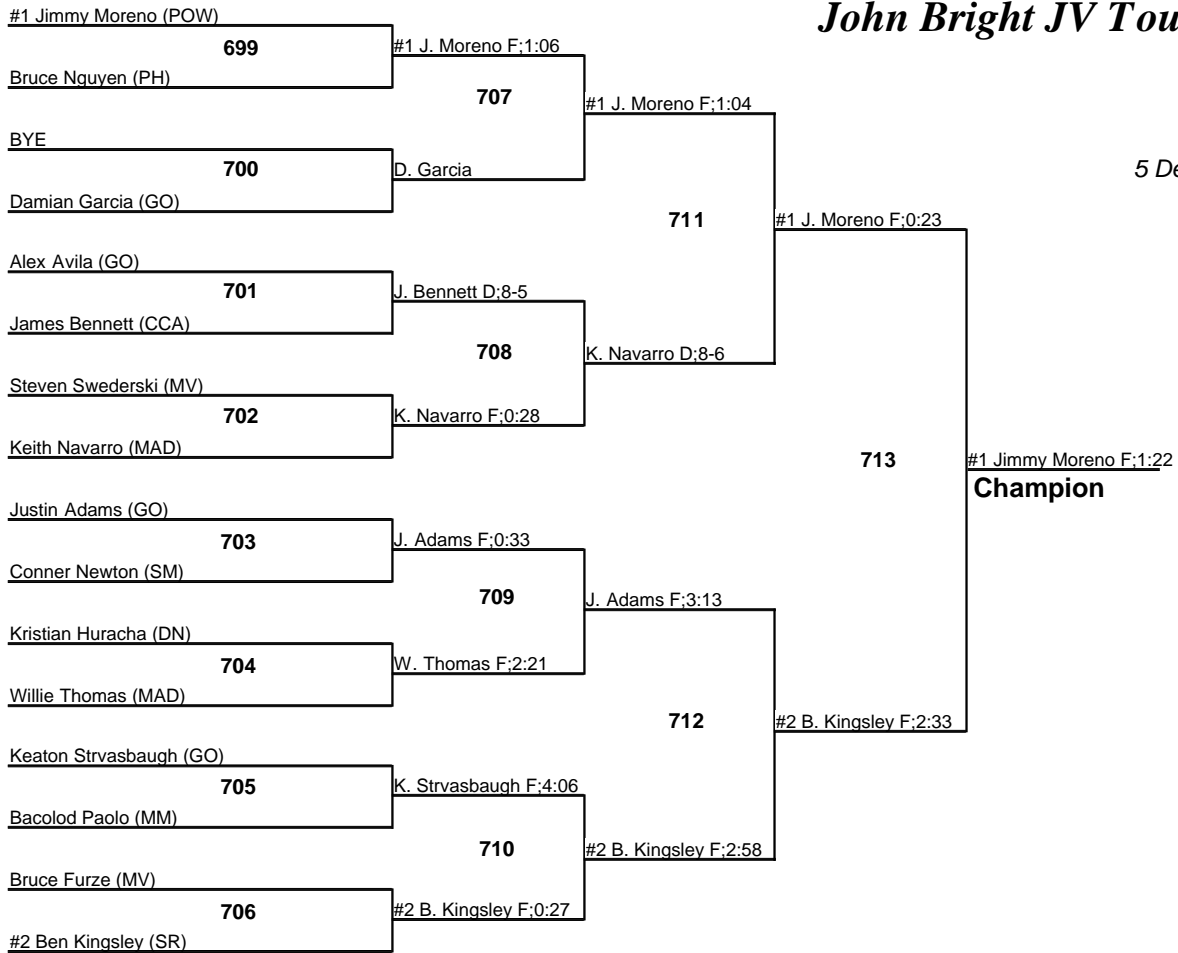 John Bright JV Tou
5 De
#1 Jimmy Moreno (POW)
699
Bruce Nguyen (PH)
BYE
700
Damian Garcia (GO)
Alex Avila (GO)
701
James Bennett (CCA)
Steven Swederski (MV)
702
Keith Navarro (MAD)
Justin Adams (GO)
703
Conner Newton (SM)
Kristian Huracha (DN)
704
Willie Thomas (MAD)
Keaton Strvasbaugh (GO)
705
Bacolod Paolo (MM)
Bruce Furze (MV)
706
#2 Ben Kingsley (SR)
#1 J. Moreno F;1:06
707
D. Garcia
J. Bennett D;8-5
708
K. Navarro F;0:28
J. Adams F;0:33
709
W. Thomas F;2:21
K. Strvasbaugh F;4:06
710
#2 B. Kingsley F;0:27
#1 J. Moreno F;1:04
711
K. Navarro D;8-6
J. Adams F;3:13
712
#2 B. Kingsley F;2:58
#1 J. Moreno F;0:23
713
#2 B. Kingsley F;2:33
#1 Jimmy Moreno F;1:22
Champion